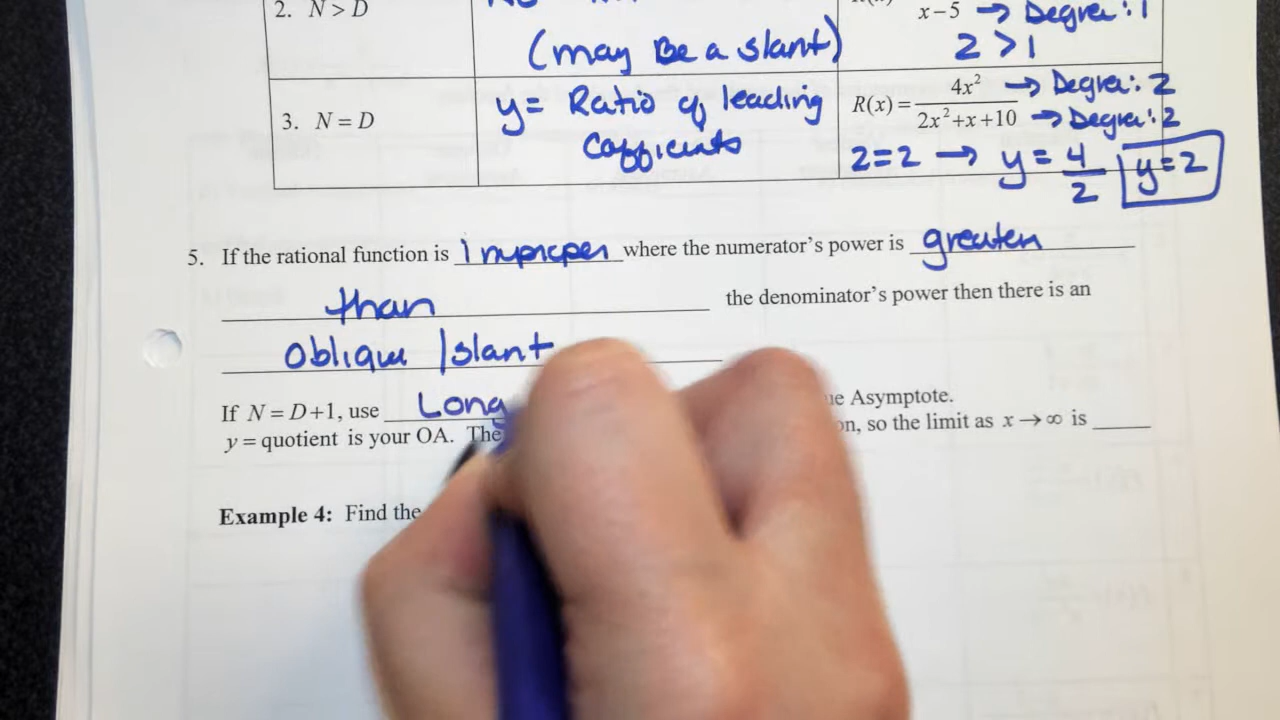 2. N > D
x-5 → Degree: 1
(may Be a slant)
2 > 1
3. N = D
y = Ratio of leading
coefficients
R(x) = 4x² / 2x²+x+10
→ Degree: 2
→ Degree: 2
2=2 → y = 4/2 y=2
5. If the rational function is improper where the numerator's power is greater
than the denominator's power then there is an
oblique/slant
If N = D+1, use Long ue Asymptote.
y = quotient is your OA. The on, so the limit as x → ∞ is ____
Example 4: Find the